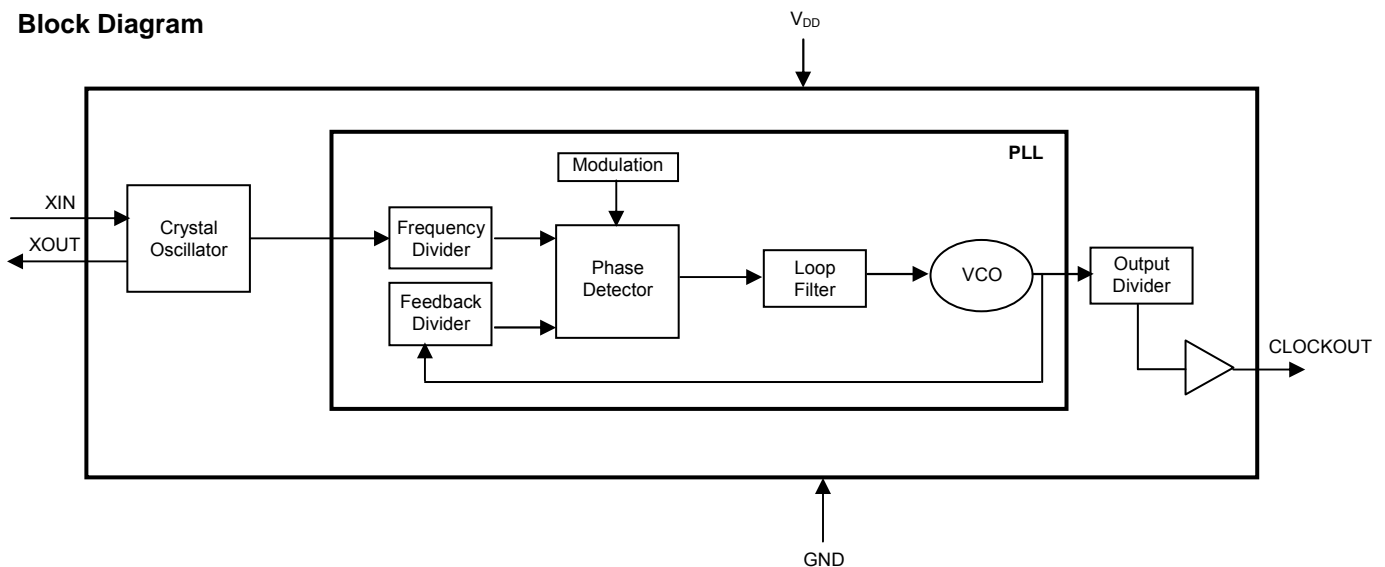 Block Diagram
VDD
PLL
Modulation
XIN
XOUT
Crystal
Oscillator
Frequency
Divider
Feedback
Divider
Phase
Detector
Loop
Filter
VCO
Output
Divider
CLOCKOUT
GND